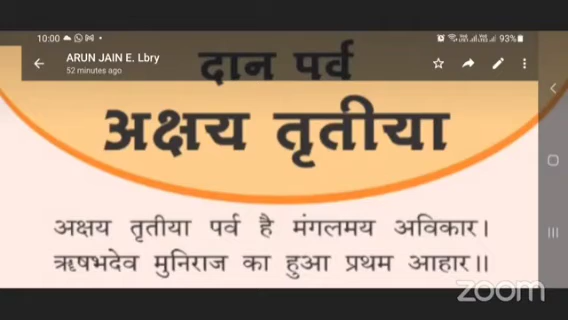 10:00
93%
ARUN JAIN E. Lbry
52 minutes ago
दान पर्व
अक्षय तृतीया
अक्षय तृतीया पर्व है मंगलमय अविकार।
ऋषभदेव मुनिराज का हुआ प्रथम आहार॥
zoom